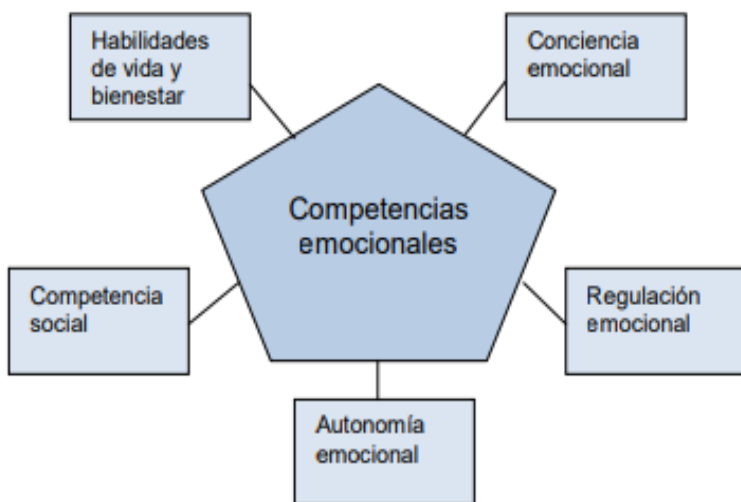 Habilidades
de vida y
bienestar
Conciencia
emocional
Competencias
emocionales
Competencia
social
Regulación
emocional
Autonomía
emocional